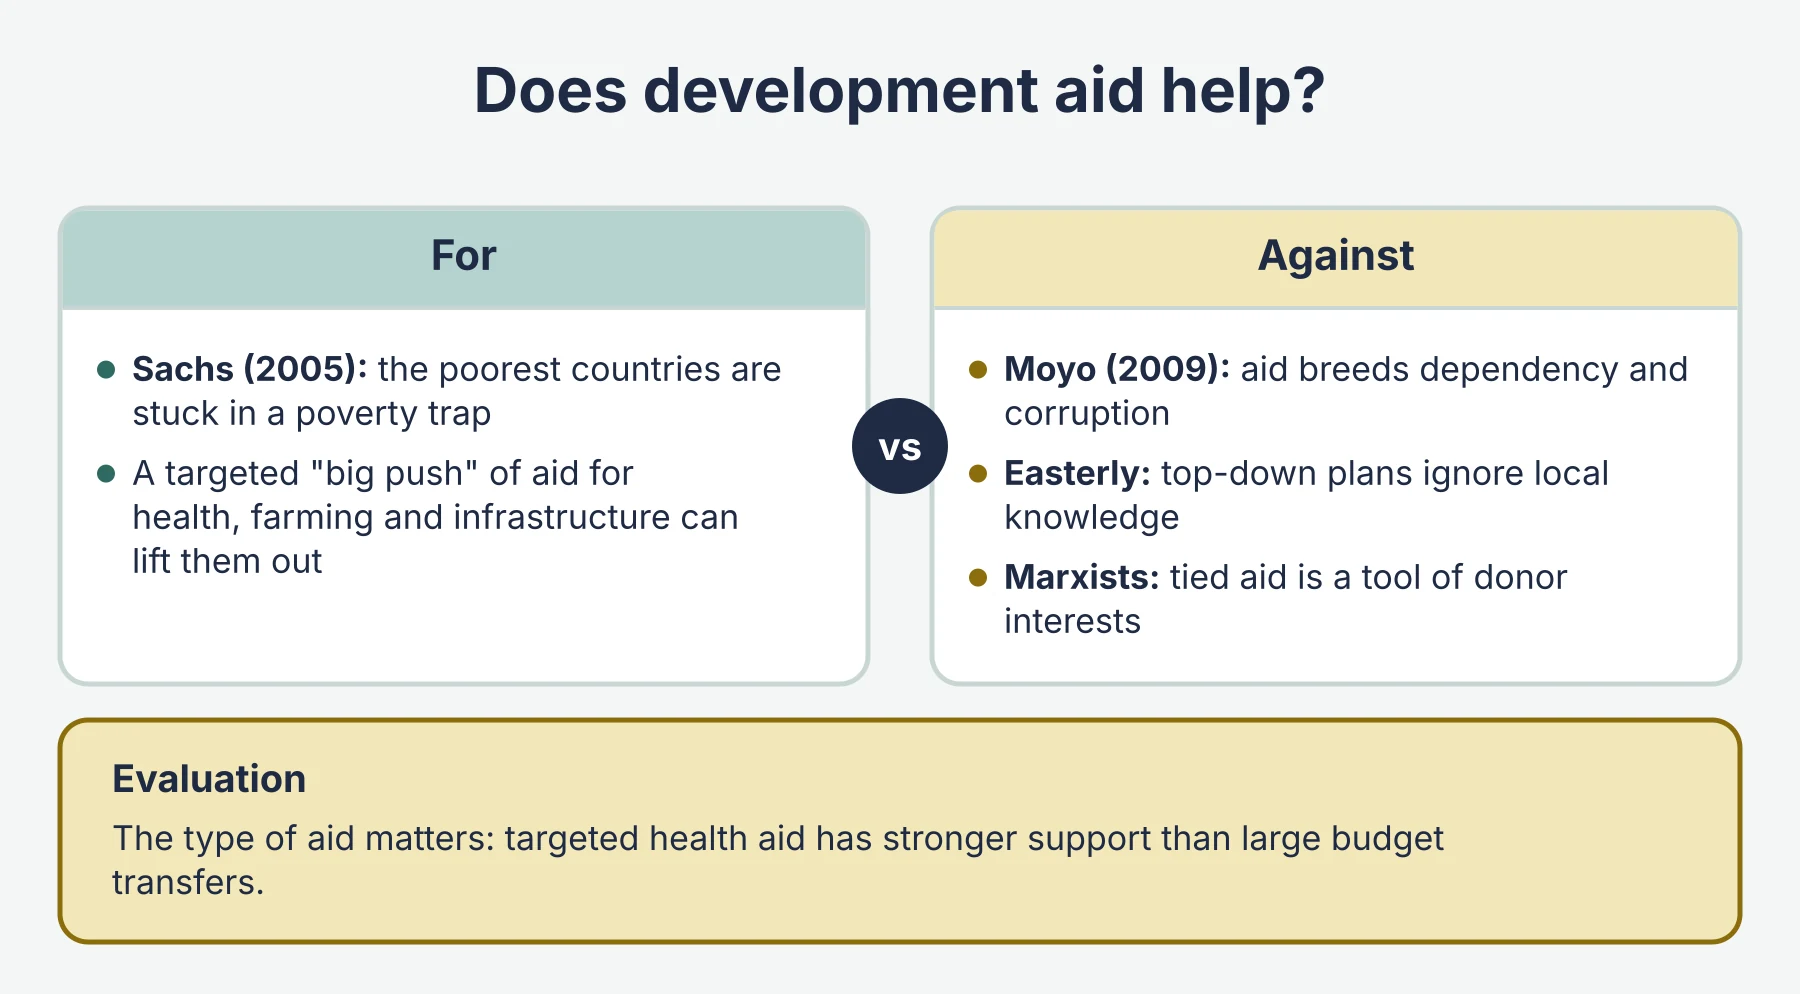 Does development aid help?
For
Sachs (2005): the poorest countries are
stuck in a poverty trap
A targeted "big push" of aid for
health, farming and infrastructure can
lift them out
vs
Against
Moyo (2009): aid breeds dependency and
corruption
Easterly: top-down plans ignore local
knowledge
Marxists: tied aid is a tool of donor
interests
Evaluation
The type of aid matters: targeted health aid has stronger support than large budget
transfers.